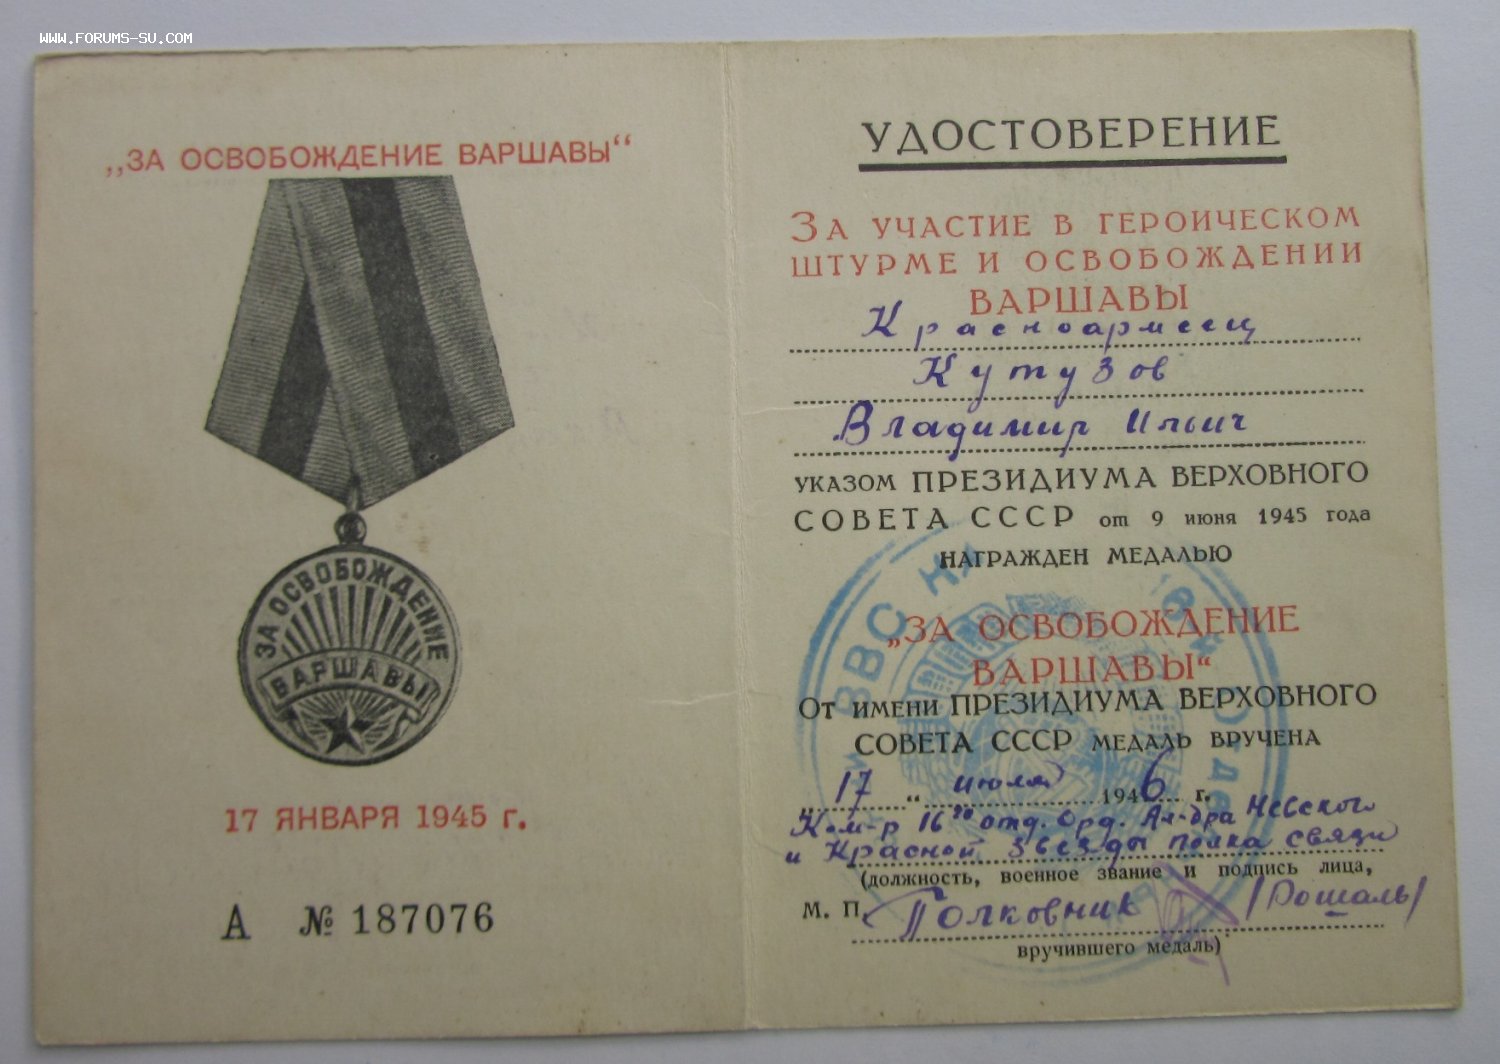 WWW.FORUMS-SU.COM
„ЗА ОСВОБОЖДЕНИЕ ВАРШАВЫ“
ЗА ОСВОБОЖДЕНИЕ
ВАРШАВЫ
17 ЯНВАРЯ 1945 г.
А № 187076
УДОСТОВЕРЕНИЕ
ЗА УЧАСТИЕ В ГЕРОИЧЕСКОМ
ШТУРМЕ И ОСВОБОЖДЕНИИ
ВАРШАВЫ
Красноармеец
Кутузов
Владимир Ильич
УКАЗОМ ПРЕЗИДИУМА ВЕРХОВНОГО
СОВЕТА СССР от 9 июня 1945 года
НАГРАЖДЕН МЕДАЛЬЮ
„ЗА ОСВОБОЖДЕНИЕ
ВАРШАВЫ“
ОТ ИМЕНИ ПРЕЗИДИУМА ВЕРХОВНОГО
СОВЕТА СССР МЕДАЛЬ ВРУЧЕНА
„17“ июля 1946 г.
Ком-р 16го отд. Орд. Ал-дра Невского
и Красной Звезды полка связи
(должность, военное звание и подпись лица,
М. П. Полковник /Рошаль/
вручившего медаль)
ВВС